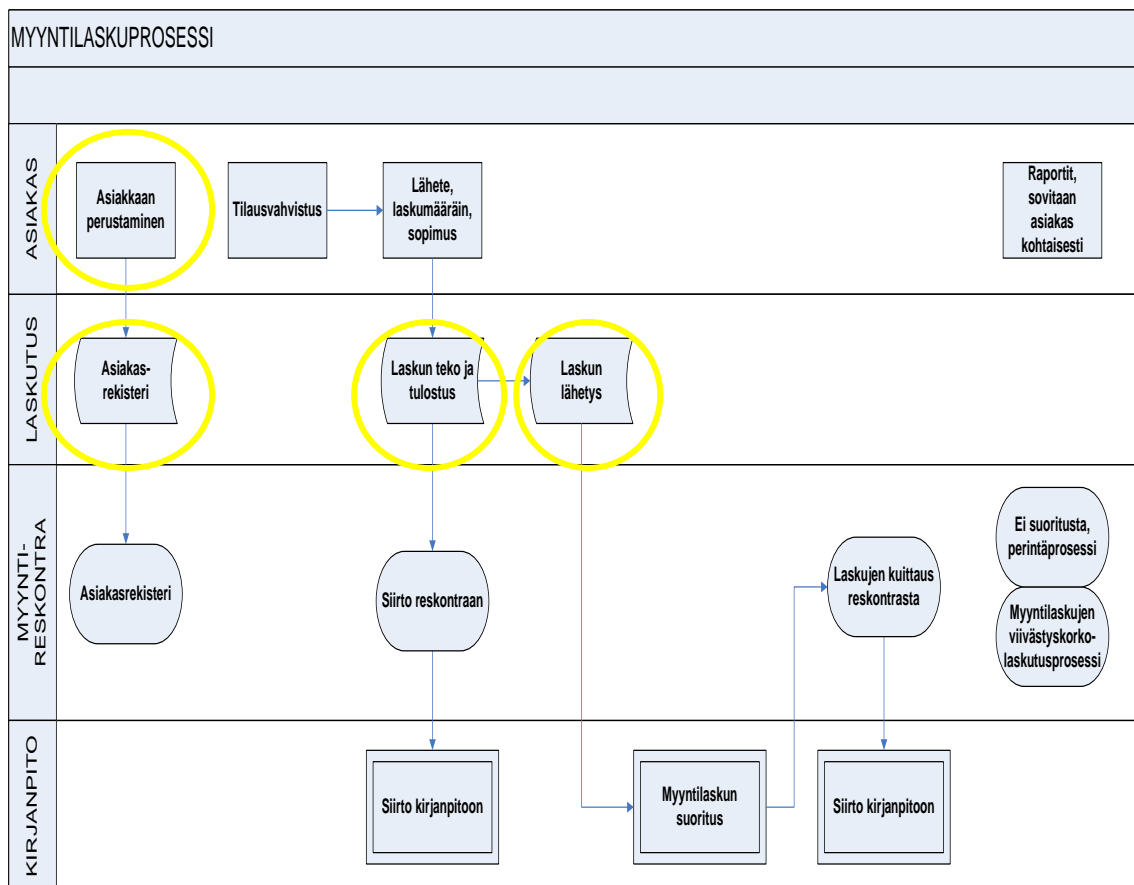 MYYNTILASKUPROSESSI
ASIAKAS
Asiakkaan
perustaminen
Tilausvahvistus
Lähete,
laskumääräin,
sopimus
Raportit,
sovitaan
asiakas
kohtaisesti
LASKUTUS
Asiakas-
rekisteri
Laskun teko ja
tulostus
Laskun
lähetys
MYYNTI-
RESKONTRA
Asiakasrekisteri
Siirto reskontraan
Laskujen kuittaus
reskontrasta
Ei suoritusta,
perintäprosessi
Myyntilaskujen
viivästyskorko-
laskutusprosessi
KIRJANPITO
Siirto kirjanpitoon
Myyntilaskun
suoritus
Siirto kirjanpitoon